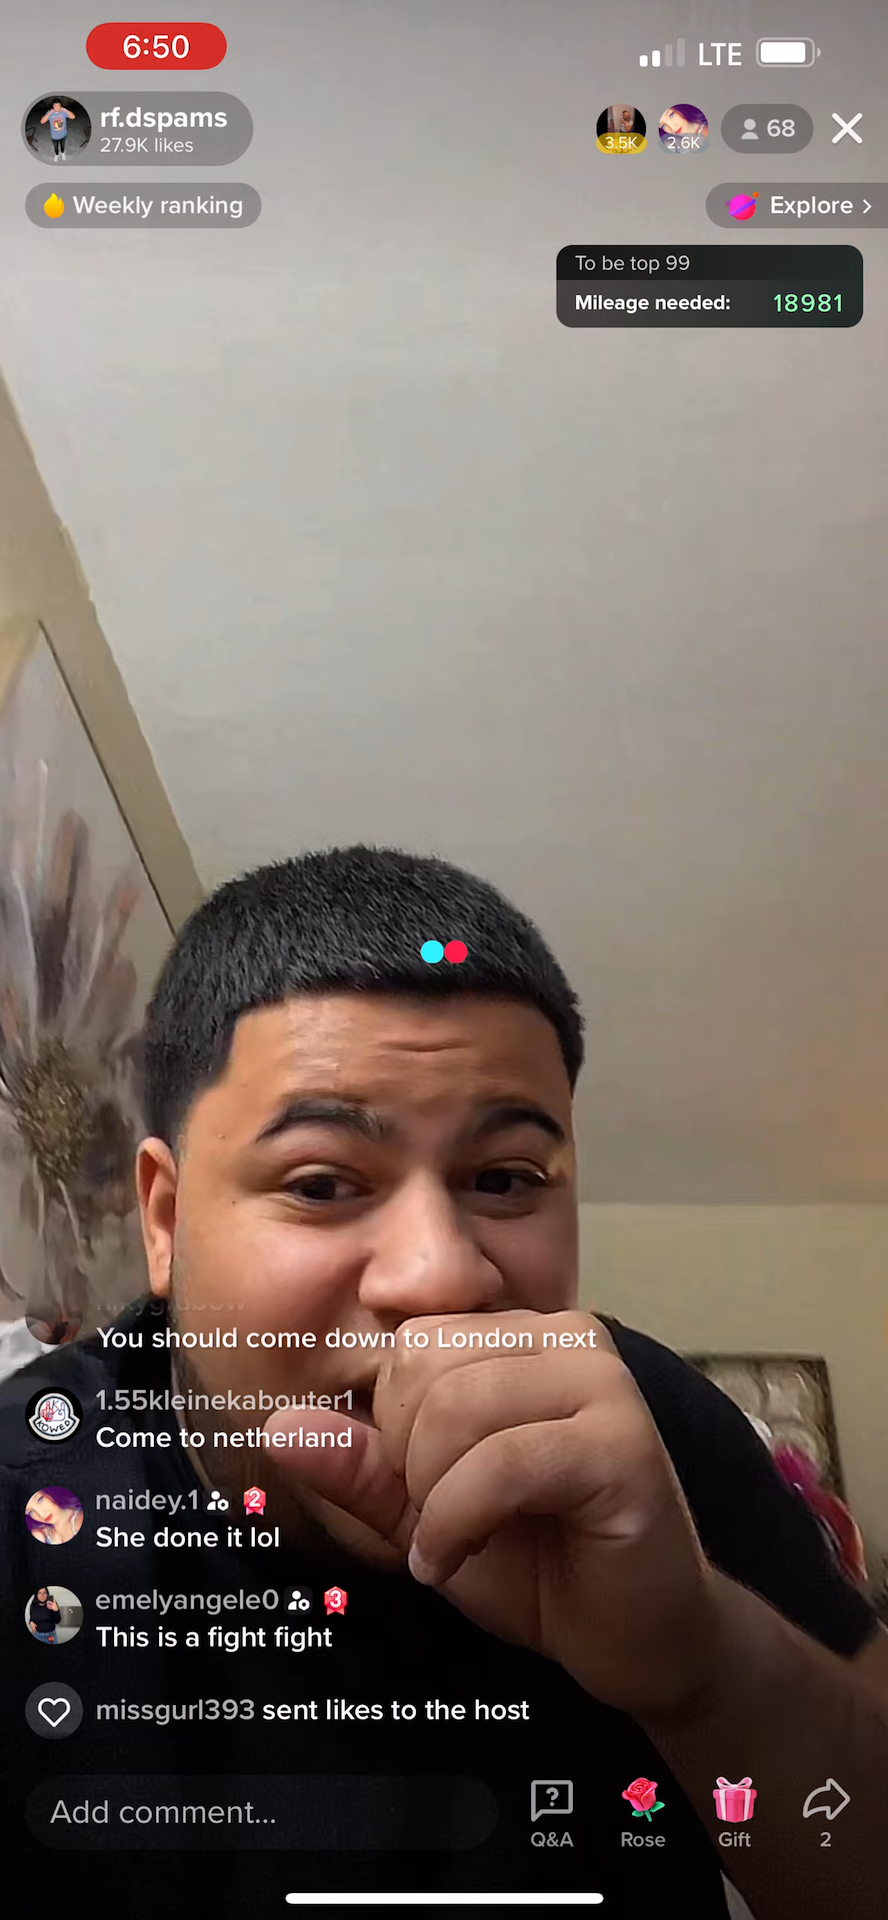 6:50
LTE
rf.dspams
27.9K likes
3.5K
2.6K
68
Weekly ranking
Explore
To be top 99
Mileage needed: 18981
You should come down to London next
1.55kleinekabouter1
Come to netherland
naidey.1 2
She done it lol
emelyangele0 3
This is a fight fight
missgurl393 sent likes to the host
Add comment...
?
Q&A
Rose
Gift
2